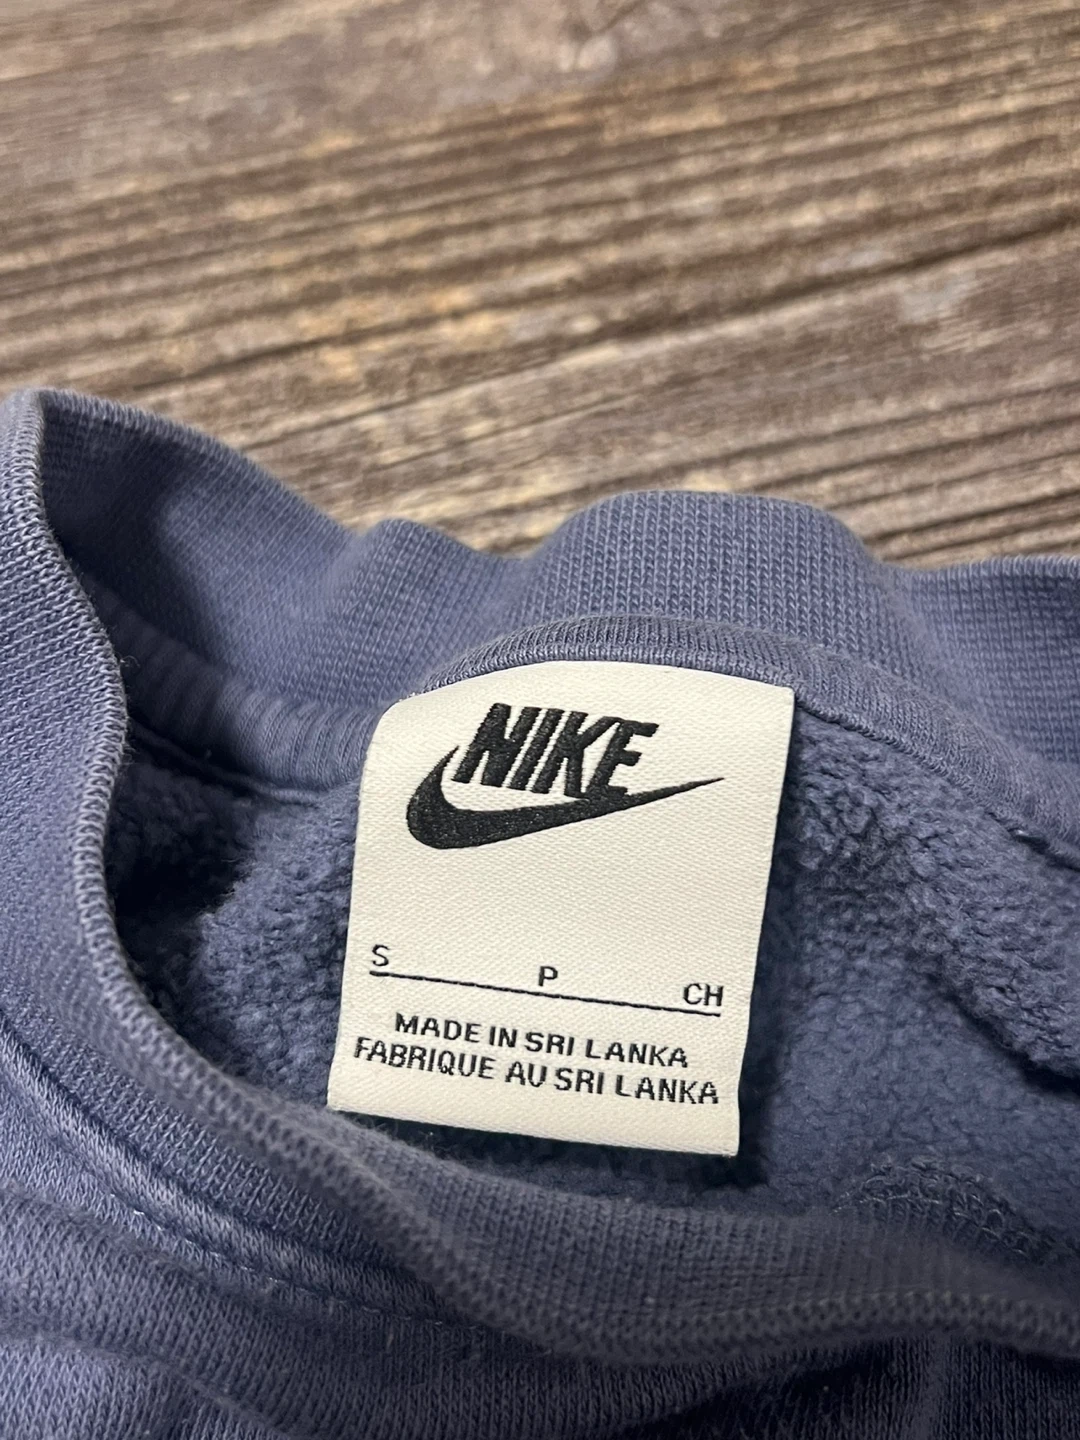 NIKE
S P CH
MADE IN SRI LANKA
FABRIQUE AU SRI LANKA